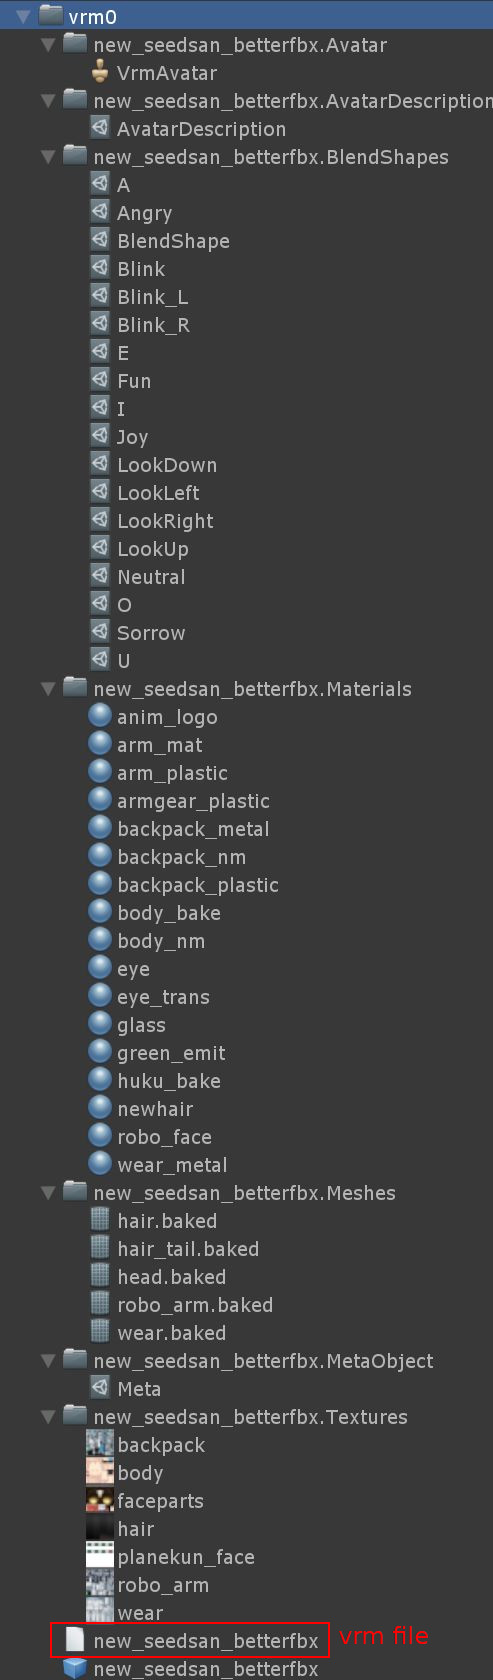 vrm0
new_seedsan_betterfbx.Avatar
VrmAvatar
new_seedsan_betterfbx.AvatarDescription
AvatarDescription
new_seedsan_betterfbx.BlendShapes
A
Angry
BlendShape
Blink
Blink_L
Blink_R
E
Fun
I
Joy
LookDown
LookLeft
LookRight
LookUp
Neutral
O
Sorrow
U
new_seedsan_betterfbx.Materials
anim_logo
arm_mat
arm_plastic
armgear_plastic
backpack_metal
backpack_nm
backpack_plastic
body_bake
body_nm
eye
eye_trans
glass
green_emit
huku_bake
newhair
robo_face
wear_metal
new_seedsan_betterfbx.Meshes
hair.baked
hair_tail.baked
head.baked
robo_arm.baked
wear.baked
new_seedsan_betterfbx.MetaObject
Meta
new_seedsan_betterfbx.Textures
backpack
body
faceparts
hair
planekun_face
robo_arm
wear
new_seedsan_betterfbx vrm file
new_seedsan_betterfbx